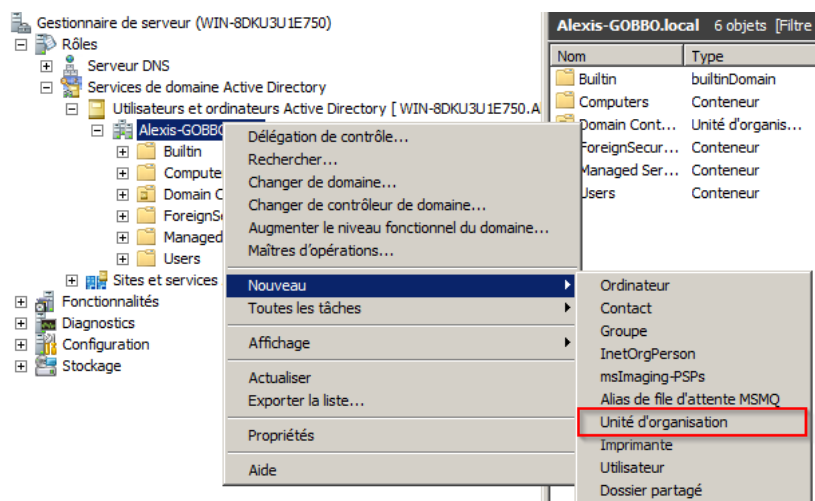 Gestionnaire de serveur (WIN-8DKU3U1E750)
Rôles
Serveur DNS
Services de domaine Active Directory
Utilisateurs et ordinateurs Active Directory [ WIN-8DKU3U1E750.A
Alexis-GOBBO
Builtin
Compute
Domain C
ForeignS
Managed
Users
Sites et services
Fonctionnalités
Diagnostics
Configuration
Stockage
Délégation de contrôle...
Rechercher...
Changer de domaine...
Changer de contrôleur de domaine...
Augmenter le niveau fonctionnel du domaine...
Maîtres d'opérations...
Nouveau
Toutes les tâches
Affichage
Actualiser
Exporter la liste...
Propriétés
Aide
Alexis-GOBBO.loc 6 objets [Filtre
Nom Type
Builtin builtinDomain
Computers Conteneur
Domain Cont... Unité d'organis...
ForeignSecur... Conteneur
Managed Ser... Conteneur
Users Conteneur
Ordinateur
Contact
Groupe
InetOrgPerson
msImaging-PSPs
Alias de file d'attente MSMQ
Unité d'organisation
Imprimante
Utilisateur
Dossier partagé